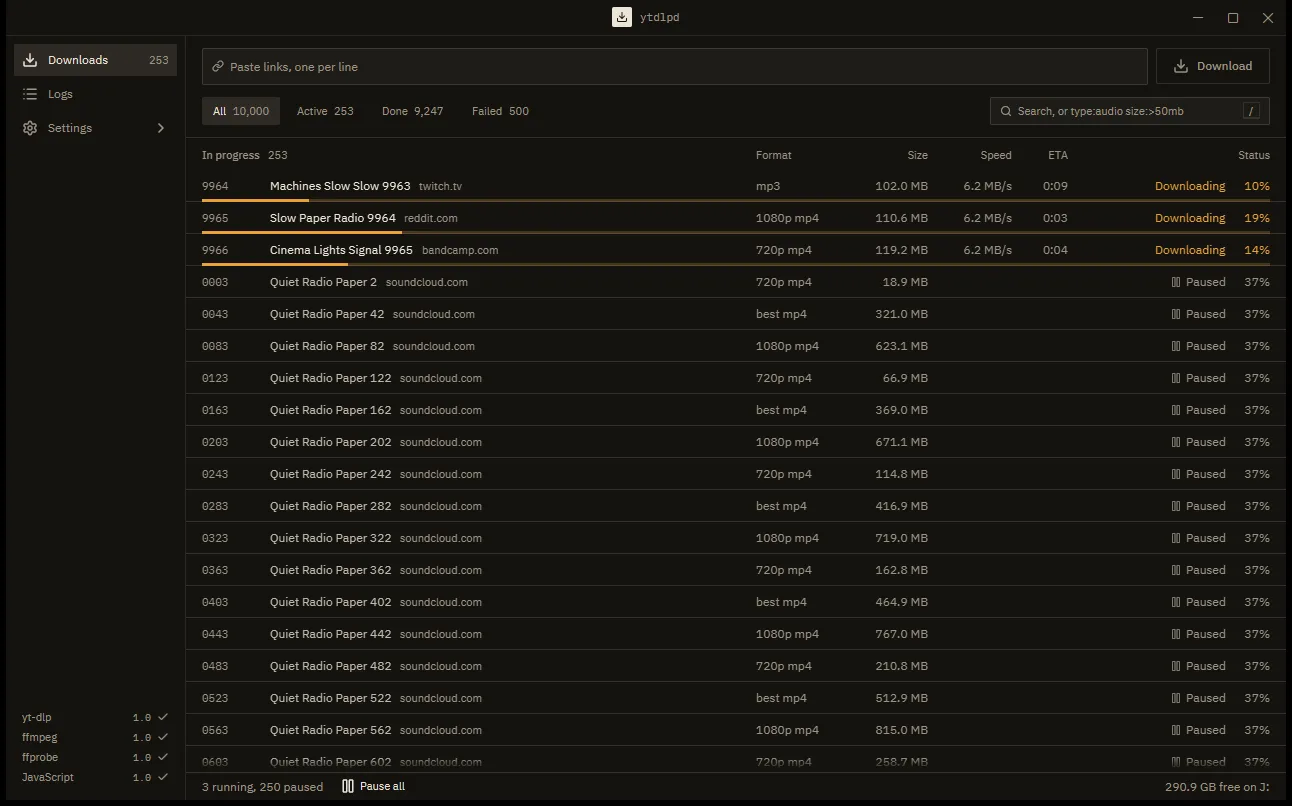 ytdlpd
Downloads 253
Logs
Settings
Paste links, one per line
Download
All 10,000 Active 253 Done 9,247 Failed 500
Search, or type:audio size:>50mb /
In progress 253 Format Size Speed ETA Status
9964 Machines Slow Slow 9963 twitch.tv mp3 102.0 MB 6.2 MB/s 0:09 Downloading 10%
9965 Slow Paper Radio 9964 reddit.com 1080p mp4 110.6 MB 6.2 MB/s 0:03 Downloading 19%
9966 Cinema Lights Signal 9965 bandcamp.com 720p mp4 119.2 MB 6.2 MB/s 0:04 Downloading 14%
0003 Quiet Radio Paper 2 soundcloud.com 720p mp4 18.9 MB Paused 37%
0043 Quiet Radio Paper 42 soundcloud.com best mp4 321.0 MB Paused 37%
0083 Quiet Radio Paper 82 soundcloud.com 1080p mp4 623.1 MB Paused 37%
0123 Quiet Radio Paper 122 soundcloud.com 720p mp4 66.9 MB Paused 37%
0163 Quiet Radio Paper 162 soundcloud.com best mp4 369.0 MB Paused 37%
0203 Quiet Radio Paper 202 soundcloud.com 1080p mp4 671.1 MB Paused 37%
0243 Quiet Radio Paper 242 soundcloud.com 720p mp4 114.8 MB Paused 37%
0283 Quiet Radio Paper 282 soundcloud.com best mp4 416.9 MB Paused 37%
0323 Quiet Radio Paper 322 soundcloud.com 1080p mp4 719.0 MB Paused 37%
0363 Quiet Radio Paper 362 soundcloud.com 720p mp4 162.8 MB Paused 37%
0403 Quiet Radio Paper 402 soundcloud.com best mp4 464.9 MB Paused 37%
0443 Quiet Radio Paper 442 soundcloud.com 1080p mp4 767.0 MB Paused 37%
0483 Quiet Radio Paper 482 soundcloud.com 720p mp4 210.8 MB Paused 37%
0523 Quiet Radio Paper 522 soundcloud.com best mp4 512.9 MB Paused 37%
0563 Quiet Radio Paper 562 soundcloud.com 1080p mp4 815.0 MB Paused 37%
0603 Quiet Radio Paper 602 soundcloud.com 720p mp4 258.7 MB Paused 37%
yt-dlp 1.0
ffmpeg 1.0
ffprobe 1.0
JavaScript 1.0
3 running, 250 paused Pause all 290.9 GB free on J: